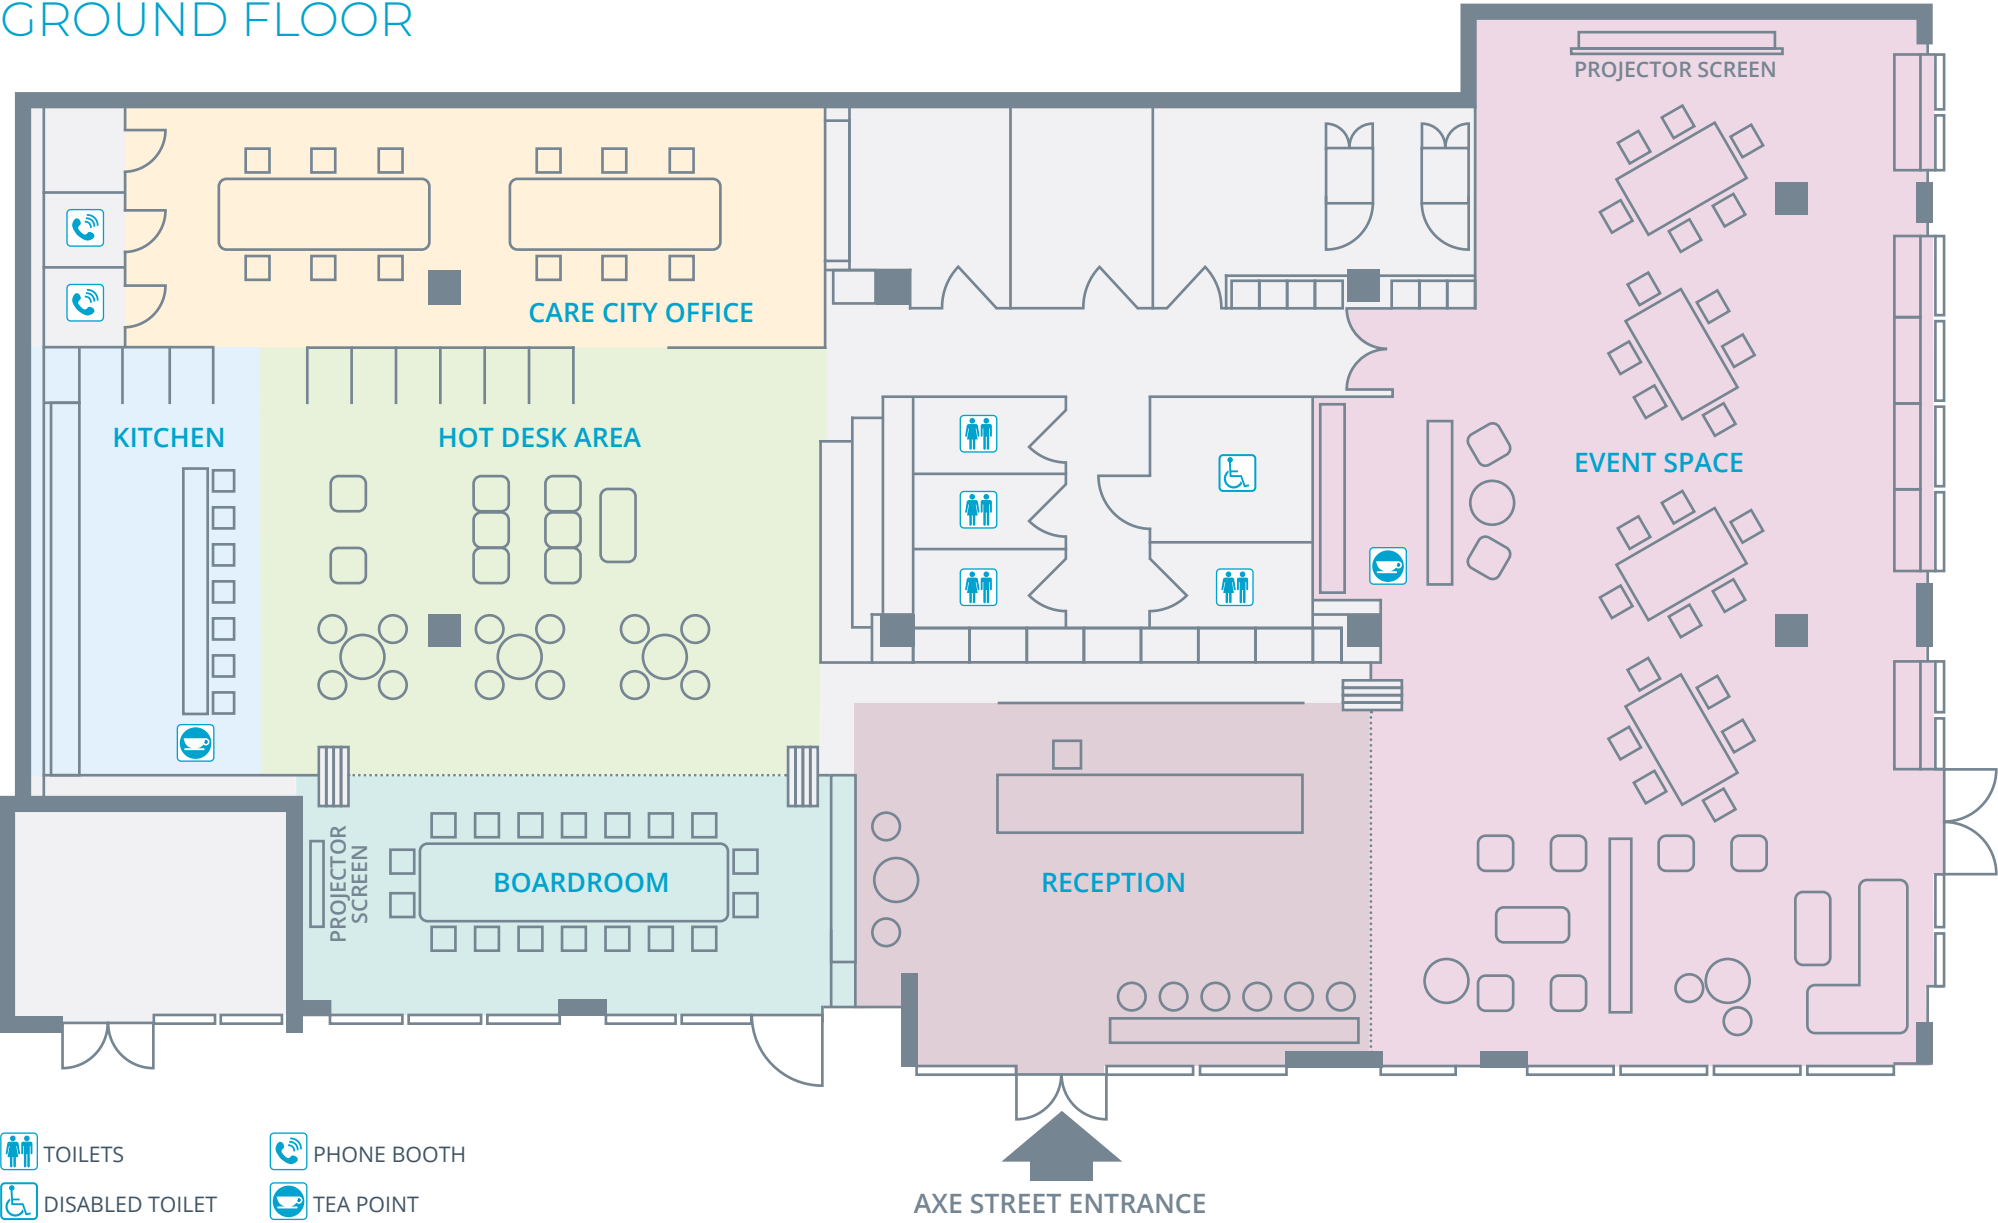 GROUND FLOOR
PROJECTOR SCREEN
CARE CITY OFFICE
KITCHEN
HOT DESK AREA
EVENT SPACE
PROJECTOR
SCREEN
BOARDROOM
RECEPTION
TOILETS
PHONE BOOTH
DISABLED TOILET
TEA POINT
AXE STREET ENTRANCE